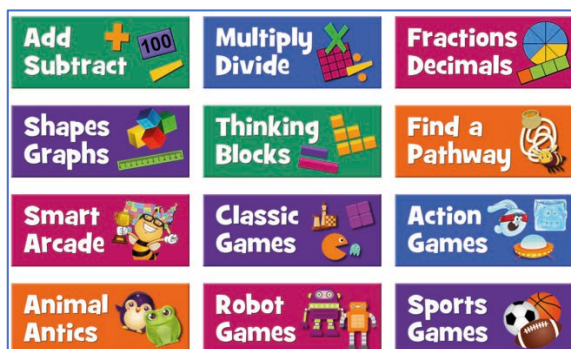 Add
Subtract
100
Multiply
Divide
Fractions
Decimals
Shapes
Graphs
Thinking
Blocks
Find a
Pathway
Smart
Arcade
Classic
Games
Action
Games
Animal
Antics
Robot
Games
Sports
Games